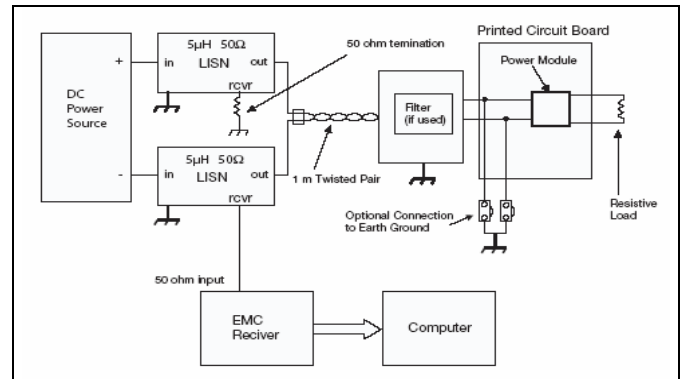 Printed Circuit Board
5µH 50Ω
LISN
in
out
rcvr
50 ohm temination
Power Module
+
DC
Power
Source
-
Filter
(if used)
5µH 50Ω
LISN
in
out
rcvr
1 m Twisted Pair
Optional Connection
to Earth Ground
Resistive
Load
50 ohm input
EMC
Reciver
Computer